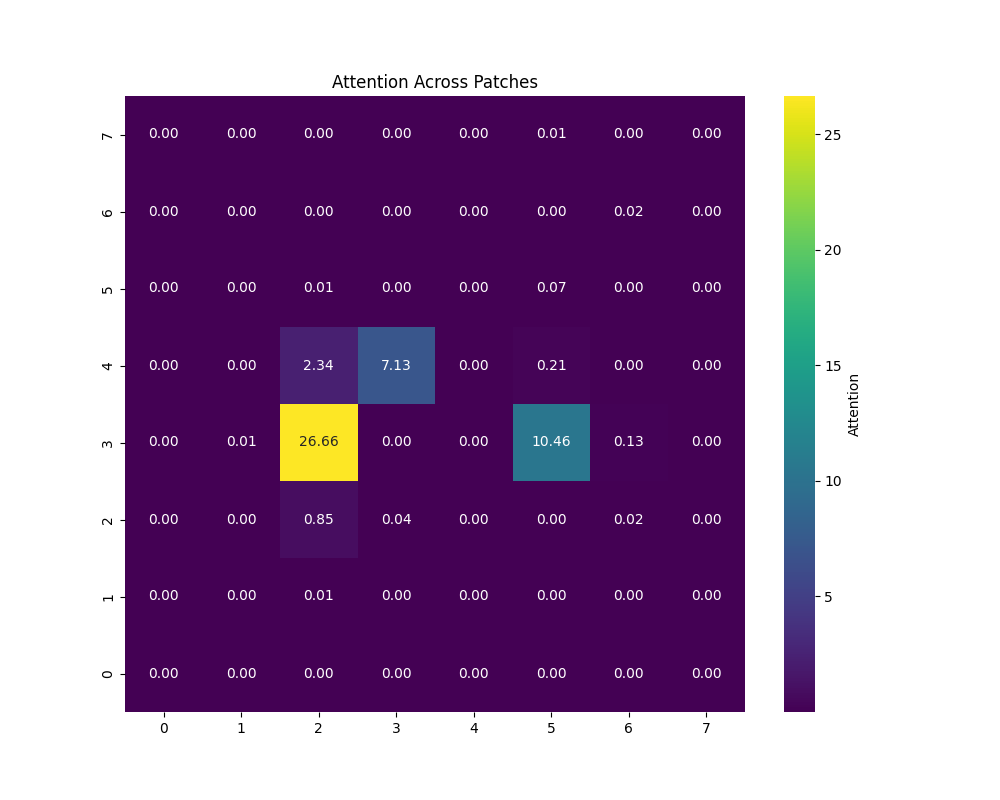 Attention Across Patches
7 0.00 0.00 0.00 0.00 0.00 0.01 0.00 0.00
6 0.00 0.00 0.00 0.00 0.00 0.00 0.02 0.00
5 0.00 0.00 0.01 0.00 0.00 0.07 0.00 0.00
4 0.00 0.00 2.34 7.13 0.00 0.21 0.00 0.00
3 0.00 0.01 26.66 0.00 0.00 10.46 0.13 0.00
2 0.00 0.00 0.85 0.04 0.00 0.00 0.02 0.00
1 0.00 0.00 0.01 0.00 0.00 0.00 0.00 0.00
0 0.00 0.00 0.00 0.00 0.00 0.00 0.00 0.00
0 1 2 3 4 5 6 7
25
20
15
10
5
Attention